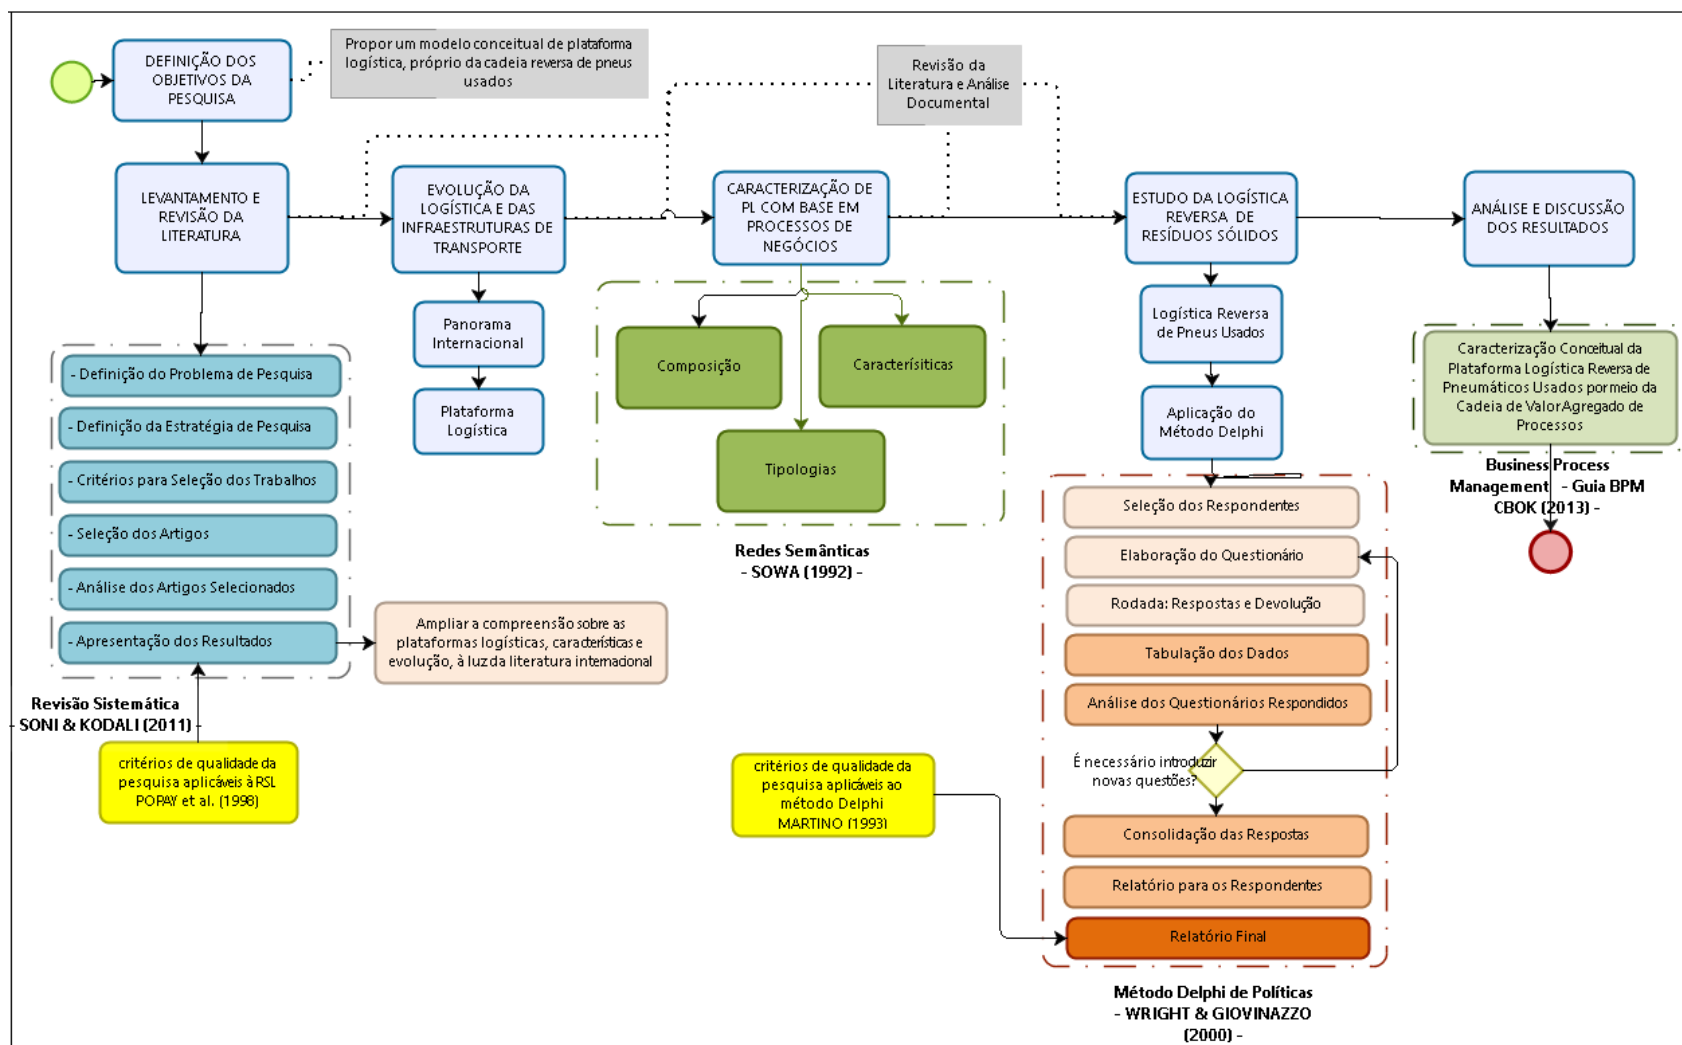 DEFINIÇÃO DOS
OBJETIVOS DA
PESQUISA
Propor um modelo conceitual de plataforma
logística, próprio da cadeia reversa de pneus
usados
Revisão da
Literatura e Análise
Documental
LEVANTAMENTO E
REVISÃO DA
LITERATURA
EVOLUÇÃO DA
LOGÍSTICA E DAS
INFRAESTRUTURAS DE
TRANSPORTE
CARACTERIZAÇÃO DE
PL COM BASE EM
PROCESSOS DE
NEGÓCIOS
ESTUDO DA LOGÍSTICA
REVERSA DE
RESÍDUOS SÓLIDOS
ANÁLISE E DISCUSSÃO
DOS RESULTADOS
- Definição do Problema de Pesquisa
- Definição da Estratégia de Pesquisa
- Critérios para Seleção dos Trabalhos
- Seleção dos Artigos
- Análise dos Artigos Selecionados
- Apresentação dos Resultados
Revisão Sistemática
- SONI & KODALI (2011) -
critérios de qualidade da
pesquisa aplicáveis à RSL
POPAY et al. (1998)
Ampliar a compreensão sobre as
plataformas logísticas, características e
evolução, à luz da literatura internacional
Panorama
Internacional
Plataforma
Logística
Composição
Caracterísiticas
Tipologias
Redes Semânticas
- SOWA (1992) -
critérios de qualidade da
pesquisa aplicáveis ao
método Delphi
MARTINO (1993)
Logística Reversa
de Pneus Usados
Aplicação do
Método Delphi
Seleção dos Respondentes
Elaboração do Questionário
Rodada: Respostas e Devolução
Tabulação dos Dados
Análise dos Questionários Respondidos
É necessário introduzir
novas questões?
Consolidação das Respostas
Relatório para os Respondentes
Relatório Final
Método Delphi de Políticas
- WRIGHT & GIOVINAZZO
(2000) -
Caracterização Conceitual da
Plataforma Logística Reversa de
Pneumáticos Usados por meio da
Cadeia de Valor Agregado de
Processos
Business Process
Management - Guia BPM
CBOK (2013) -